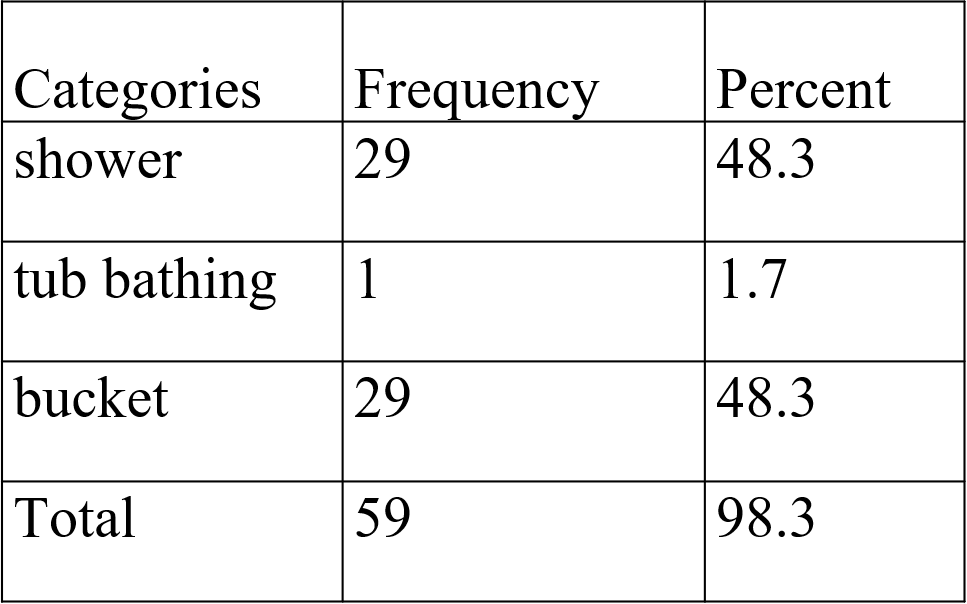 Categories Frequency Percent
shower 29 48.3
tub bathing 1 1.7
bucket 29 48.3
Total 59 98.3